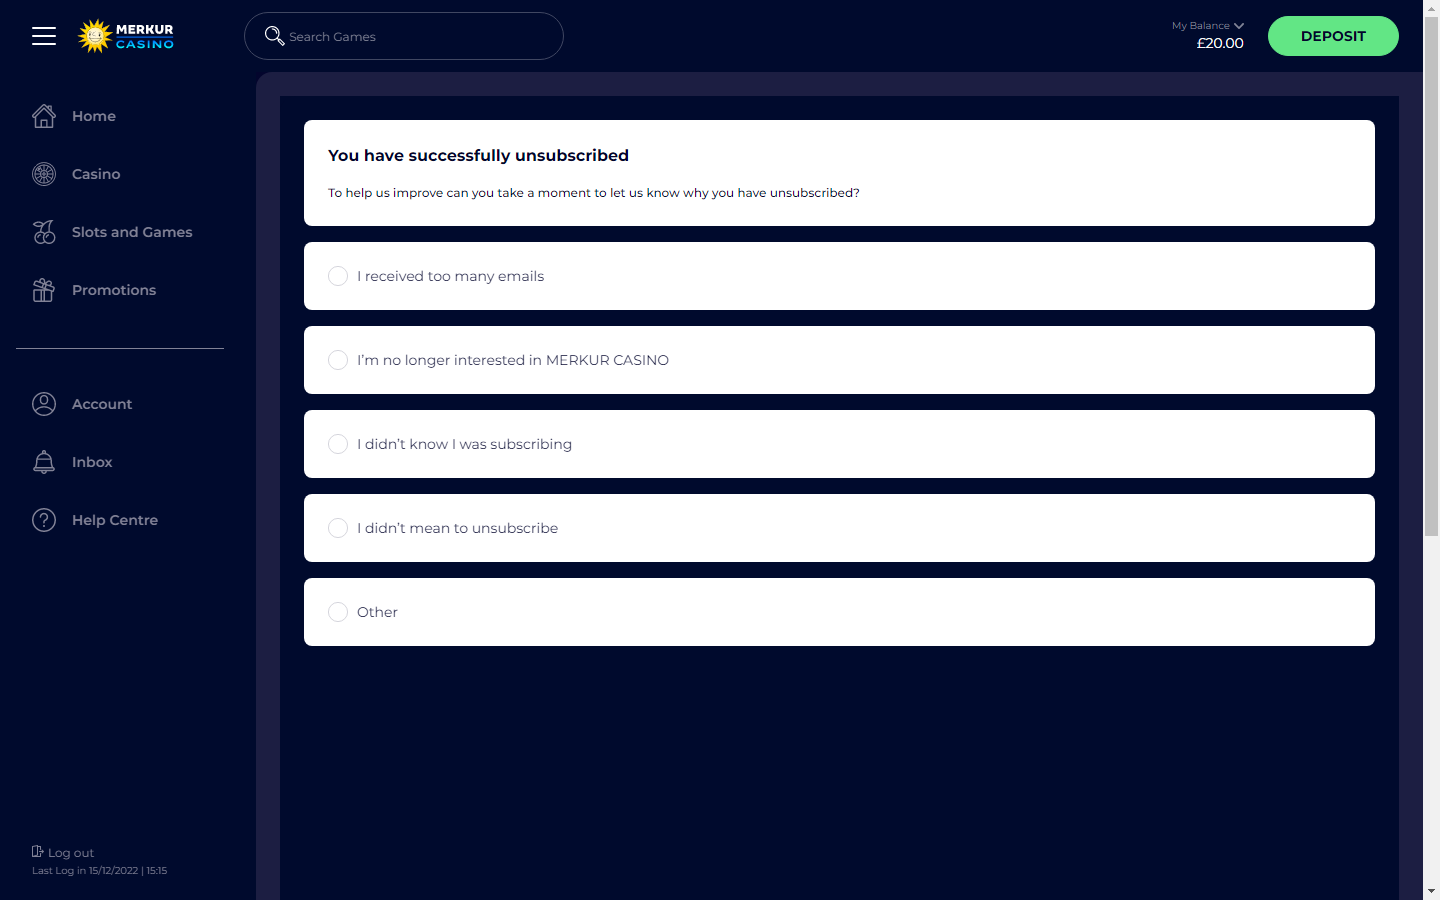 MERKUR
CASINO
Search Games
My Balance
£20.00
DEPOSIT
Home
Casino
Slots and Games
Promotions
Account
Inbox
Help Centre
Log out
Last Log in 15/12/2022 | 15:15
You have successfully unsubscribed
To help us improve can you take a moment to let us know why you have unsubscribed?
I received too many emails
I’m no longer interested in MERKUR CASINO
I didn’t know I was subscribing
I didn’t mean to unsubscribe
Other